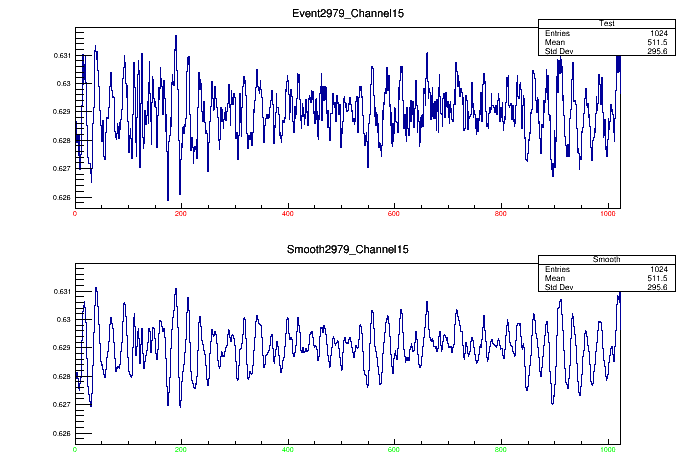 Event2979_Channel15
Test
Entries 1024
Mean 511.5
Std Dev 295.6
0.631
0.63
0.629
0.628
0.627
0.626
0 200 400 600 800 1000
Smooth2979_Channel15
Smooth
Entries 1024
Mean 511.5
Std Dev 295.6
0.631
0.63
0.629
0.628
0.627
0.626
0 200 400 600 800 1000